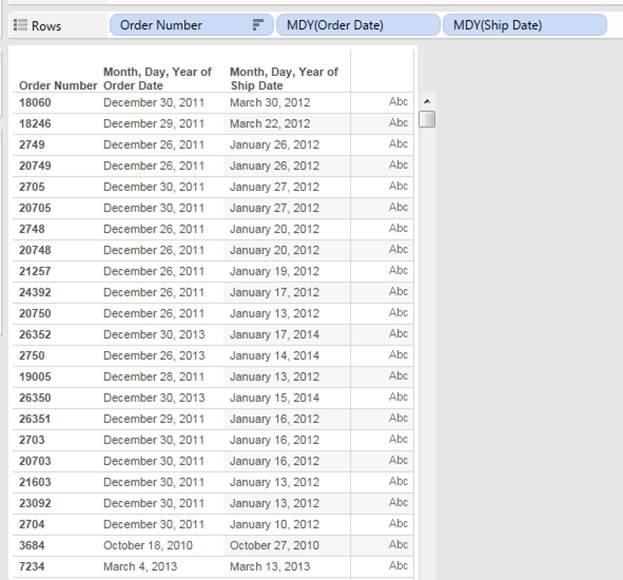 Rows Order Number MDY(Order Date) MDY(Ship Date)
Order Number Month, Day, Year of Order Date Month, Day, Year of Ship Date
18060 December 30, 2011 March 30, 2012 Abc
18246 December 29, 2011 March 22, 2012 Abc
2749 December 26, 2011 January 26, 2012 Abc
20749 December 26, 2011 January 26, 2012 Abc
2705 December 30, 2011 January 27, 2012 Abc
20705 December 30, 2011 January 27, 2012 Abc
2748 December 26, 2011 January 20, 2012 Abc
20748 December 26, 2011 January 20, 2012 Abc
21257 December 26, 2011 January 19, 2012 Abc
24392 December 26, 2011 January 17, 2012 Abc
20750 December 26, 2011 January 13, 2012 Abc
26352 December 30, 2013 January 17, 2014 Abc
2750 December 26, 2013 January 14, 2014 Abc
19005 December 28, 2011 January 13, 2012 Abc
26350 December 30, 2013 January 15, 2014 Abc
26351 December 29, 2011 January 16, 2012 Abc
2703 December 30, 2011 January 16, 2012 Abc
20703 December 30, 2011 January 16, 2012 Abc
21603 December 30, 2011 January 13, 2012 Abc
23092 December 30, 2011 January 13, 2012 Abc
2704 December 30, 2011 January 10, 2012 Abc
3684 October 18, 2010 October 27, 2010 Abc
7234 March 4, 2013 March 13, 2013 Abc